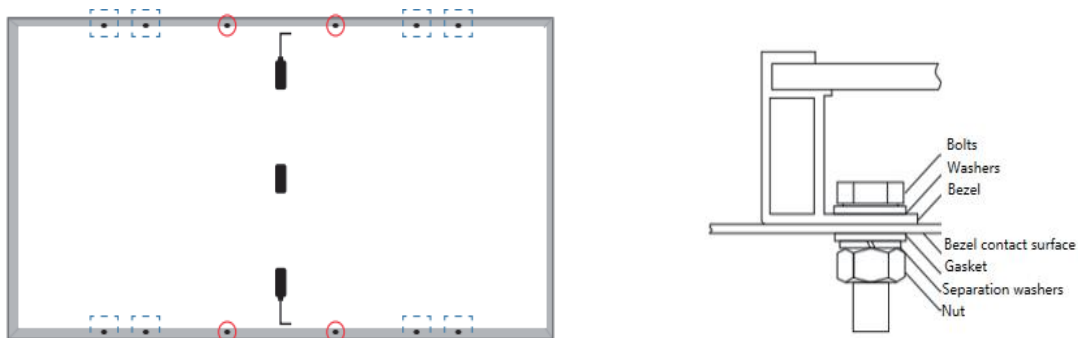 Bolts
Washers
Bezel
Bezel contact surface
Gasket
Separation washers
Nut